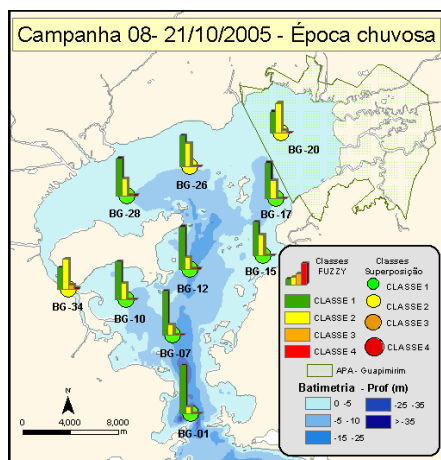 Campanha 08- 21/10/2005 - Época chuvosa
BG-20
BG-26
BG-28
BG-17
BG-15
BG-12
BG-34
BG-10
BG-07
BG-01
N
0 4,000 8,000
m
Classes FUZZY
Classes Superposição
CLASSE 1
CLASSE 2
CLASSE 3
CLASSE 4
CLASSE 1
CLASSE 2
CLASSE 3
CLASSE 4
APA - Guapimirim
Batimetria - Prof (m)
0 -5
-5 -10
-15 -25
-25 -35
>-35